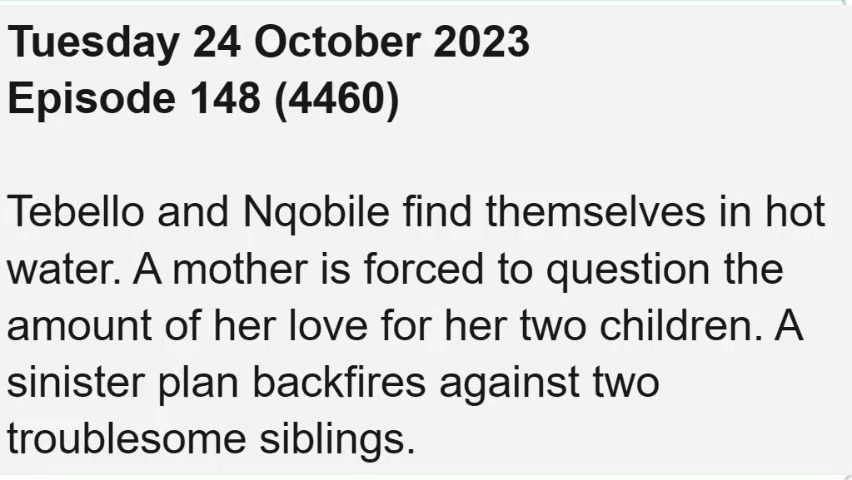 Tuesday 24 October 2023
Episode 148 (4460)
Tebello and Nqobile find themselves in hot
water. A mother is forced to question the
amount of her love for her two children. A
sinister plan backfires against two
troublesome siblings.